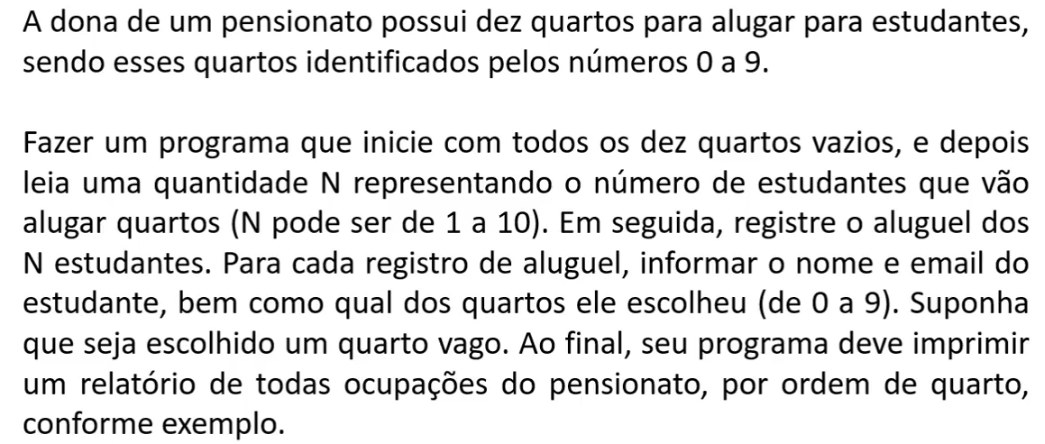 A dona de um pensionato possui dez quartos para alugar para estudantes,
sendo esses quartos identificados pelos números 0 a 9.
Fazer um programa que inicie com todos os dez quartos vazios, e depois
leia uma quantidade N representando o número de estudantes que vão
alugar quartos (N pode ser de 1 a 10). Em seguida, registre o aluguel dos
N estudantes. Para cada registro de aluguel, informar o nome e email do
estudante, bem como qual dos quartos ele escolheu (de 0 a 9). Suponha
que seja escolhido um quarto vago. Ao final, seu programa deve imprimir
um relatório de todas ocupações do pensionato, por ordem de quarto,
conforme exemplo.